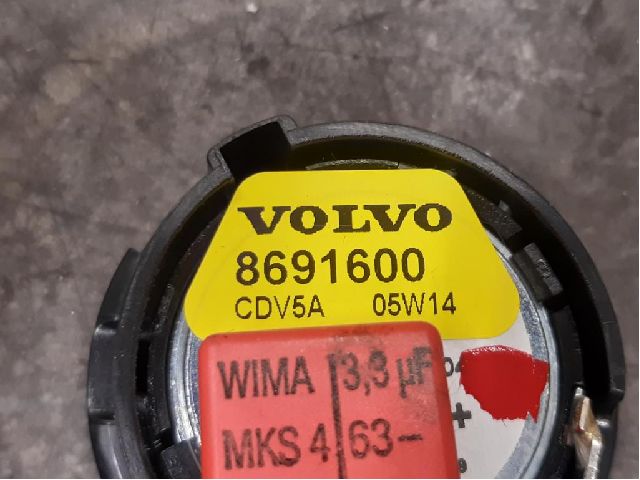 VOLVO
8691600
CDV5A 05W14
WIMA 3,3 µF
MKS 4 63-
+